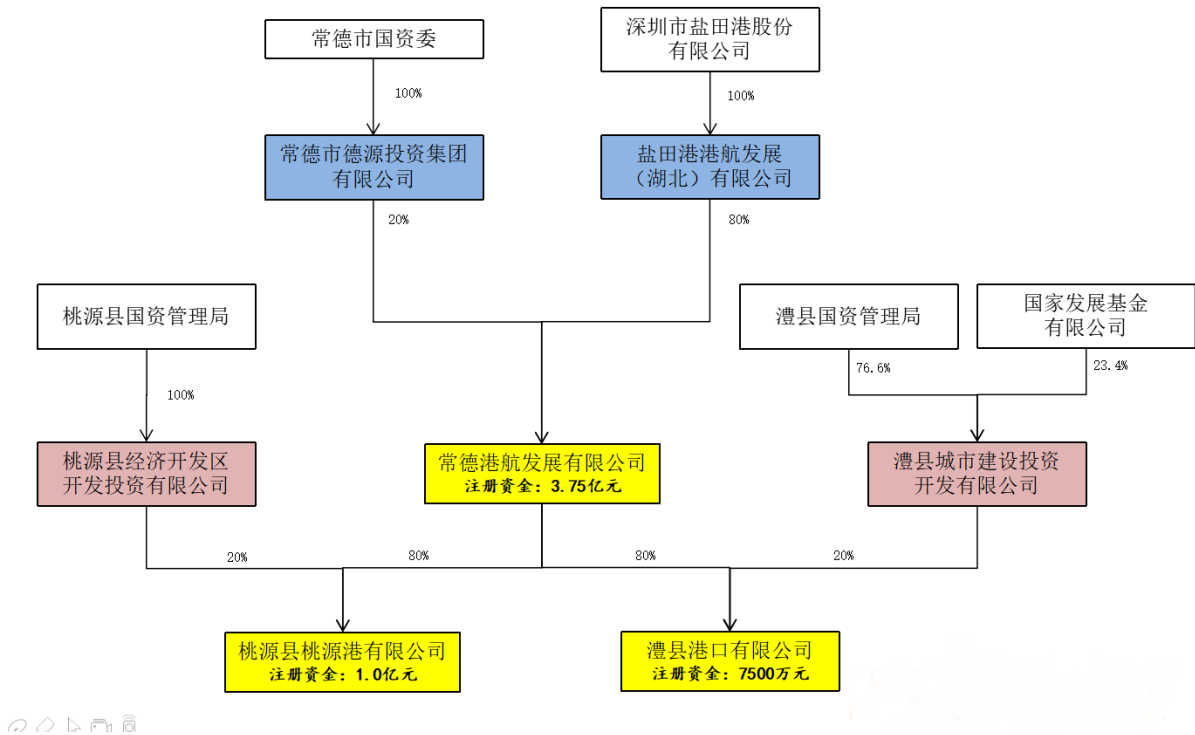 常德市国资委
深圳市盐田港股份
有限公司
100%
100%
常德市德源投资集团
有限公司
盐田港港航发展
（湖北）有限公司
20%
80%
桃源县国资管理局
澧县国资管理局
国家发展基金
有限公司
76.6%
23.4%
100%
桃源县经济开发区
开发投资有限公司
常德港航发展有限公司
注册资金：3.75亿元
澧县城市建设投资
开发有限公司
20%
80%
80%
20%
桃源县桃源港有限公司
注册资金：1.0亿元
澧县港口有限公司
注册资金：7500万元